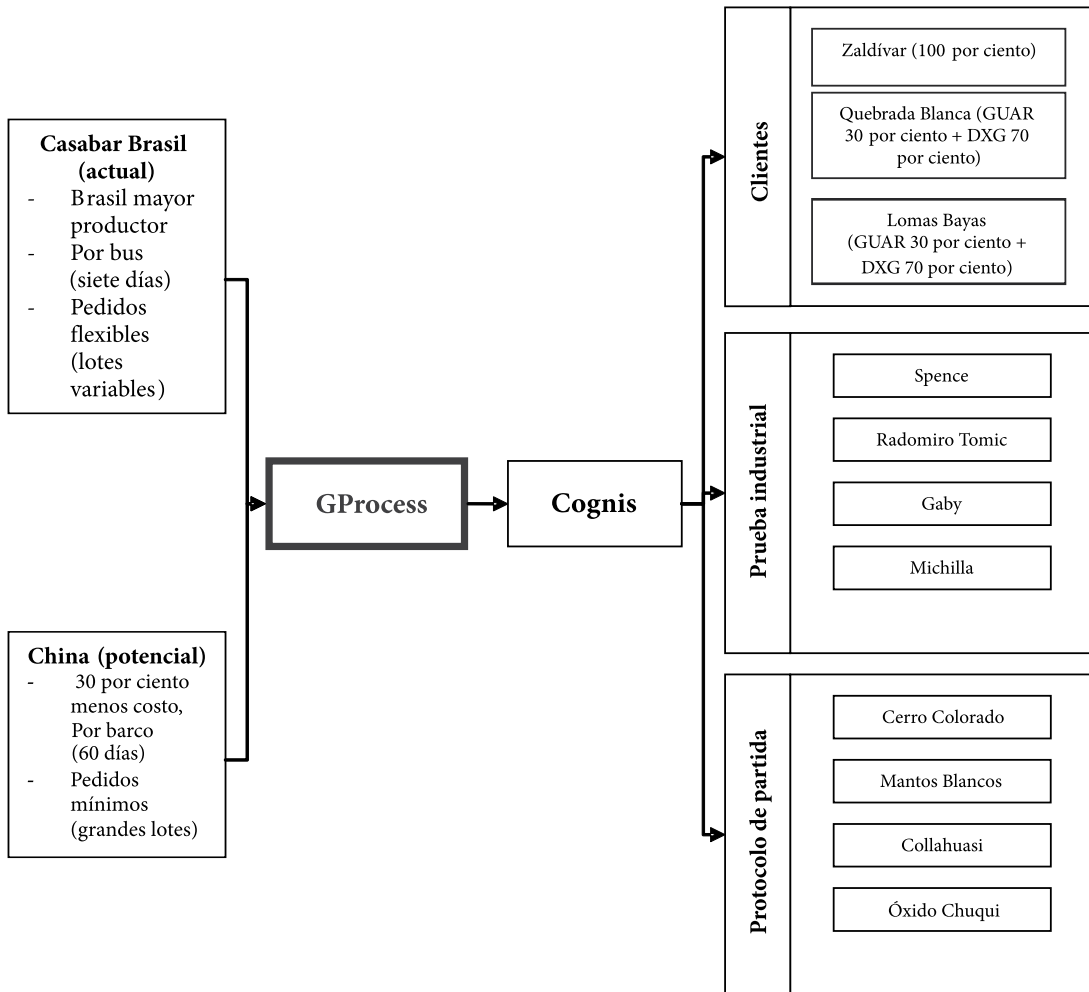 Casabar Brasil
(actual)
- Brasil mayor
productor
- Por bus
(siete días)
- Pedidos
flexibles
(lotes
variables)
China (potencial)
- 30 por ciento
menos costo,
Por barco
(60 días)
- Pedidos
mínimos
(grandes lotes)
GProcess
Cognis
Clientes
Zaldívar (100 por ciento)
Quebrada Blanca (GUAR
30 por ciento + DXG 70
por ciento)
Lomas Bayas
(GUAR 30 por ciento +
DXG 70 por ciento)
Prueba industrial
Spence
Radomiro Tomic
Gaby
Michilla
Protocolo de partida
Cerro Colorado
Mantos Blancos
Collahuasi
Óxido Chuqui